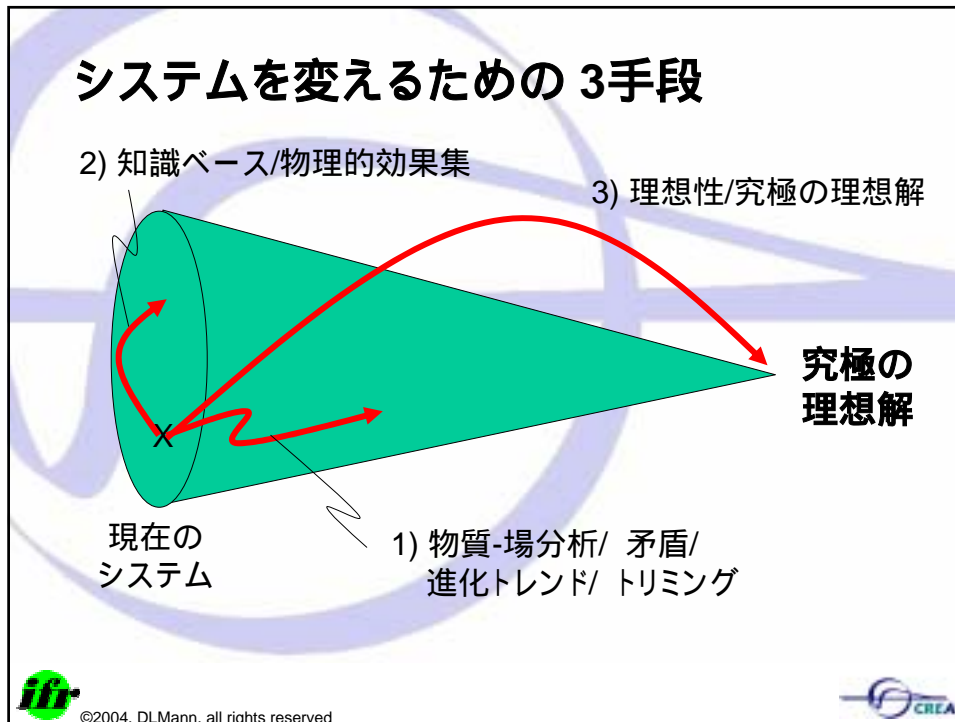 システムを変えるための 3手段
2) 知識ベース/物理的効果集
3) 理想性/究極の理想解
X
究極の
理想解
現在の
システム
1) 物質-場分析/ 矛盾/
進化トレンド/ トリミング
ifr
©2004, DLMann, all rights reserved
CREA